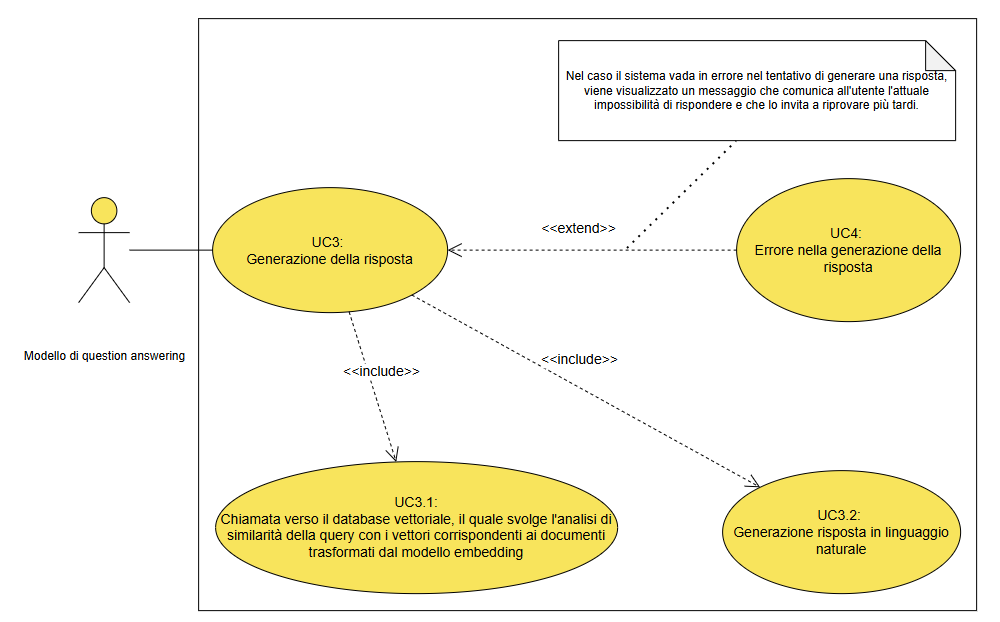 Nel caso il sistema vada in errore nel tentativo di generare una risposta,
viene visualizzato un messaggio che comunica all'utente l'attuale
impossibilità di rispondere e che lo invita a riprovare più tardi.
<<extend>>
UC3:
Generazione della risposta
UC4:
Errore nella generazione della
risposta
Modello di question answering
<<include>>
<<include>>
UC3.1:
Chiamata verso il database vettoriale, il quale svolge l'analisi di
similarità della query con i vettori corrispondenti ai documenti
trasformati dal modello embedding
UC3.2:
Generazione risposta in linguaggio
naturale